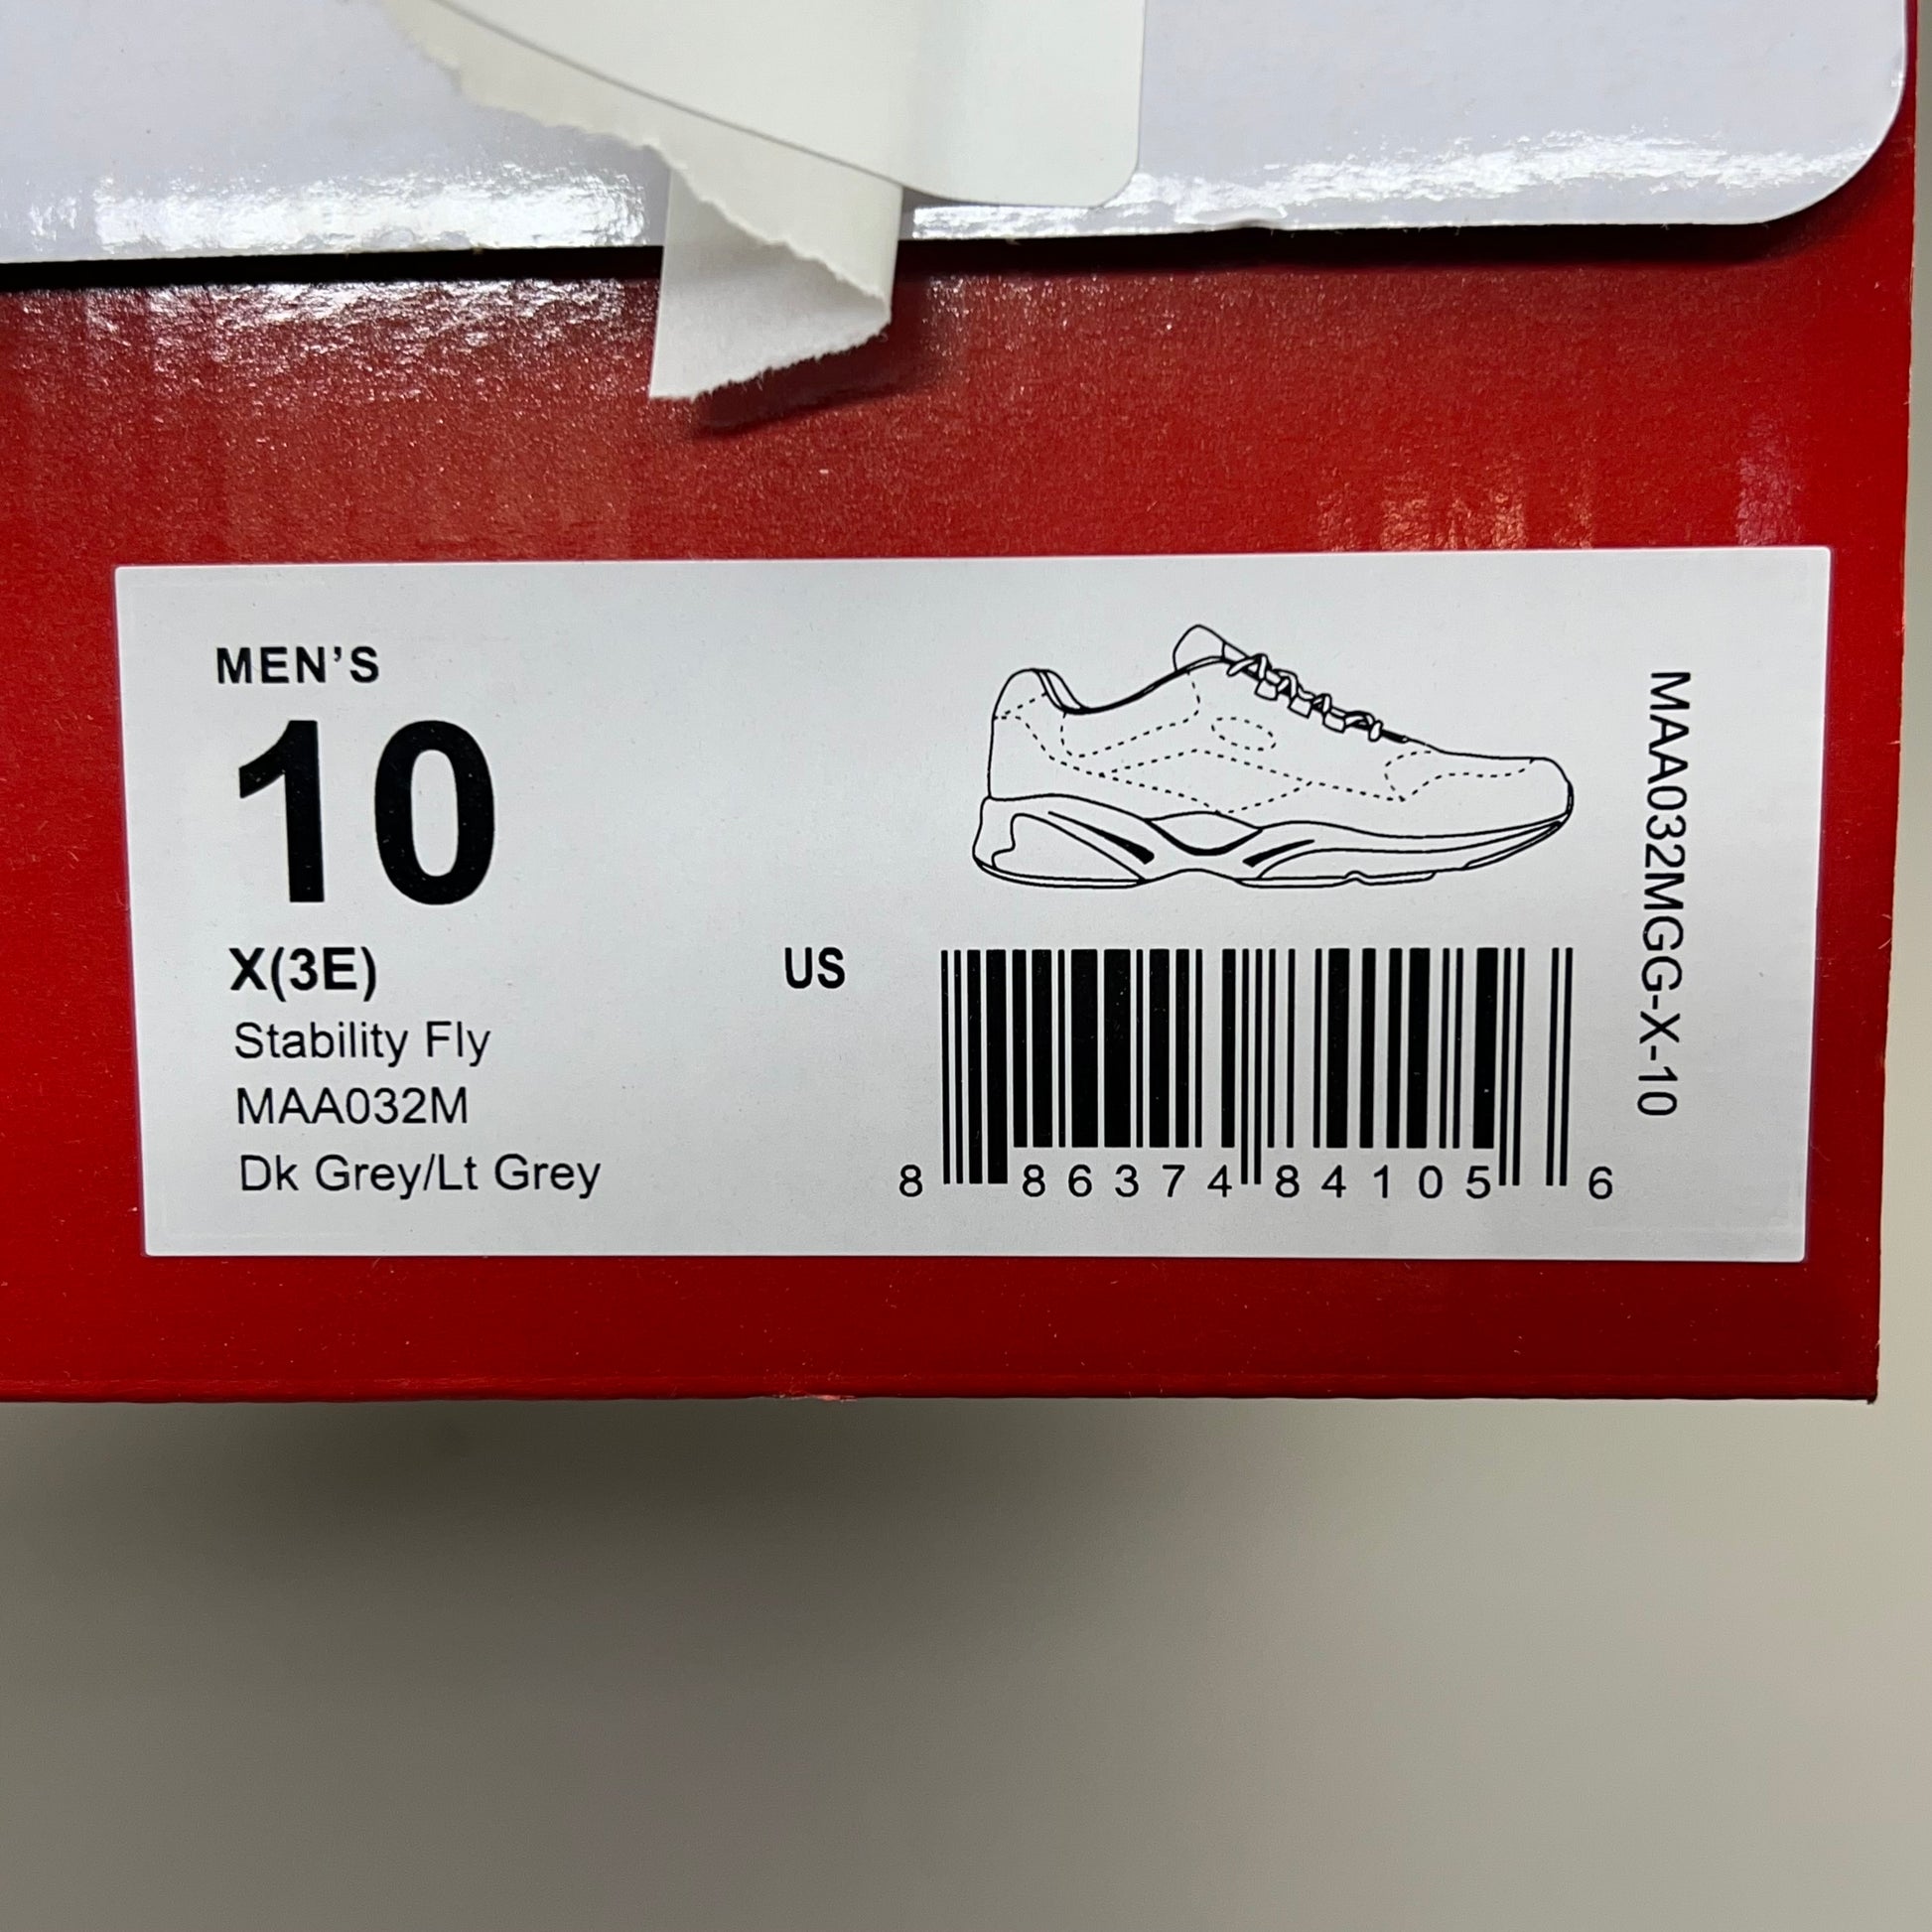 MEN'S
10
X(3E)
US
Stability Fly
MAA032M
Dk Grey/Lt Grey
8 86374 84105 6
MAA032MGG-X-10